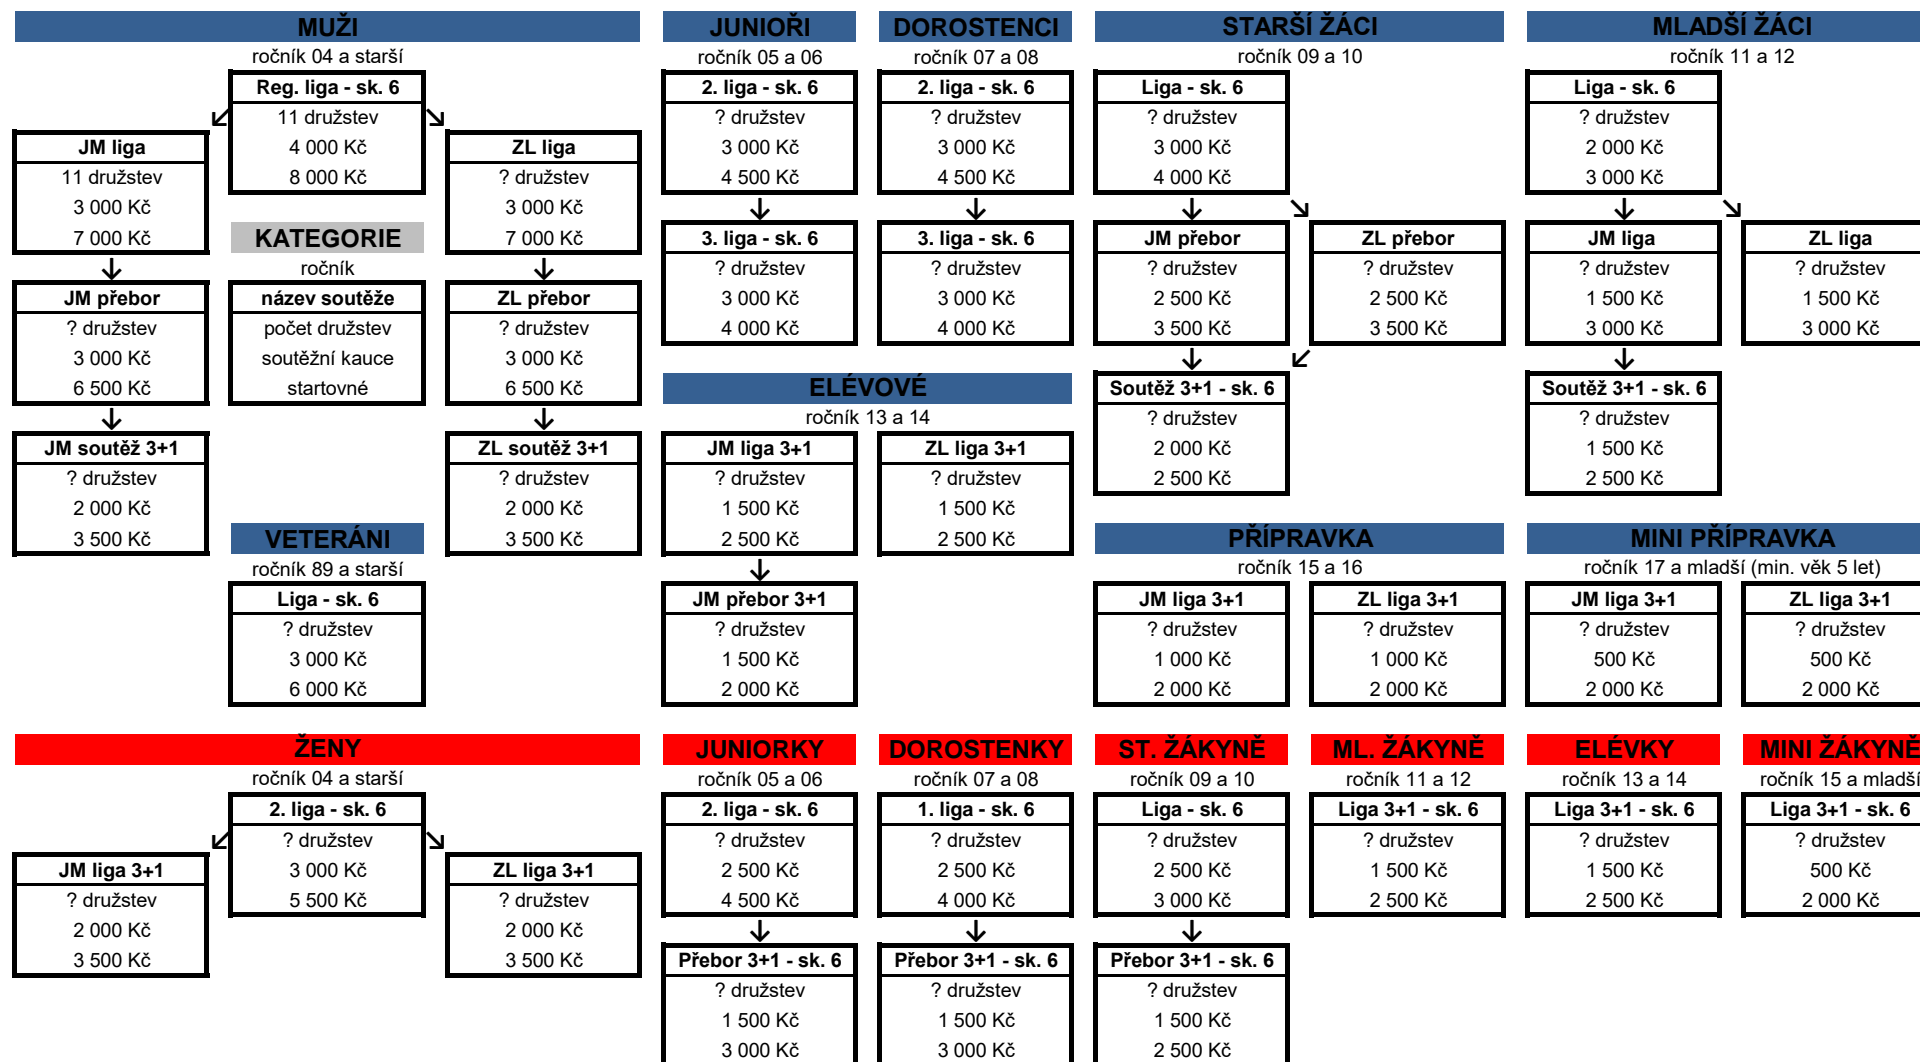 MUŽI
ročník 04 a starší
Reg. liga - sk. 6
11 družstev
4 000 Kč
8 000 Kč
JM liga
11 družstev
3 000 Kč
7 000 Kč
ZL liga
? družstev
3 000 Kč
7 000 Kč
KATEGORIE
ročník
název soutěže
počet družstev
soutěžní kauce
startovné
JM přebor
? družstev
3 000 Kč
6 500 Kč
ZL přebor
? družstev
3 000 Kč
6 500 Kč
JM soutěž 3+1
? družstev
2 000 Kč
3 500 Kč
ZL soutěž 3+1
? družstev
2 000 Kč
3 500 Kč
VETERÁNI
ročník 89 a starší
Liga - sk. 6
? družstev
3 000 Kč
6 000 Kč
JUNIOŘI
ročník 05 a 06
2. liga - sk. 6
? družstev
3 000 Kč
4 500 Kč
3. liga - sk. 6
? družstev
3 000 Kč
4 000 Kč
DOROSTENCI
ročník 07 a 08
2. liga - sk. 6
? družstev
3 000 Kč
4 500 Kč
3. liga - sk. 6
? družstev
3 000 Kč
4 000 Kč
ELÉVOVÉ
ročník 13 a 14
JM liga 3+1
? družstev
1 500 Kč
2 500 Kč
ZL liga 3+1
? družstev
1 500 Kč
2 500 Kč
JM přebor 3+1
? družstev
1 500 Kč
2 000 Kč
STARŠÍ ŽÁCI
ročník 09 a 10
Liga - sk. 6
? družstev
3 000 Kč
4 000 Kč
JM přebor
? družstev
2 500 Kč
3 500 Kč
ZL přebor
? družstev
2 500 Kč
3 500 Kč
Soutěž 3+1 - sk. 6
? družstev
2 000 Kč
2 500 Kč
MLADŠÍ ŽÁCI
ročník 11 a 12
Liga - sk. 6
? družstev
2 000 Kč
3 000 Kč
JM liga
? družstev
1 500 Kč
3 000 Kč
ZL liga
? družstev
1 500 Kč
3 000 Kč
Soutěž 3+1 - sk. 6
? družstev
1 500 Kč
2 500 Kč
PŘÍPRAVKA
ročník 15 a 16
JM liga 3+1
? družstev
1 000 Kč
2 000 Kč
ZL liga 3+1
? družstev
1 000 Kč
2 000 Kč
MINI PŘÍPRAVKA
ročník 17 a mladší (min. věk 5 let)
JM liga 3+1
? družstev
500 Kč
2 000 Kč
ZL liga 3+1
? družstev
500 Kč
2 000 Kč
ŽENY
ročník 04 a starší
2. liga - sk. 6
? družstev
3 000 Kč
5 500 Kč
JM liga 3+1
? družstev
2 000 Kč
3 500 Kč
ZL liga 3+1
? družstev
2 000 Kč
3 500 Kč
JUNIORKY
ročník 05 a 06
2. liga - sk. 6
? družstev
2 500 Kč
4 500 Kč
Přebor 3+1 - sk. 6
? družstev
1 500 Kč
3 000 Kč
DOROSTENKY
ročník 07 a 08
1. liga - sk. 6
? družstev
2 500 Kč
4 000 Kč
Přebor 3+1 - sk. 6
? družstev
1 500 Kč
3 000 Kč
ST. ŽÁKYNĚ
ročník 09 a 10
Liga - sk. 6
? družstev
2 500 Kč
3 000 Kč
Přebor 3+1 - sk. 6
? družstev
1 500 Kč
2 500 Kč
ML. ŽÁKYNĚ
ročník 11 a 12
Liga 3+1 - sk. 6
? družstev
1 500 Kč
2 500 Kč
ELÉVKY
ročník 13 a 14
Liga 3+1 - sk. 6
? družstev
1 500 Kč
2 500 Kč
MINI ŽÁKYNĚ
ročník 15 a mladší
Liga 3+1 - sk. 6
? družstev
500 Kč
2 000 Kč